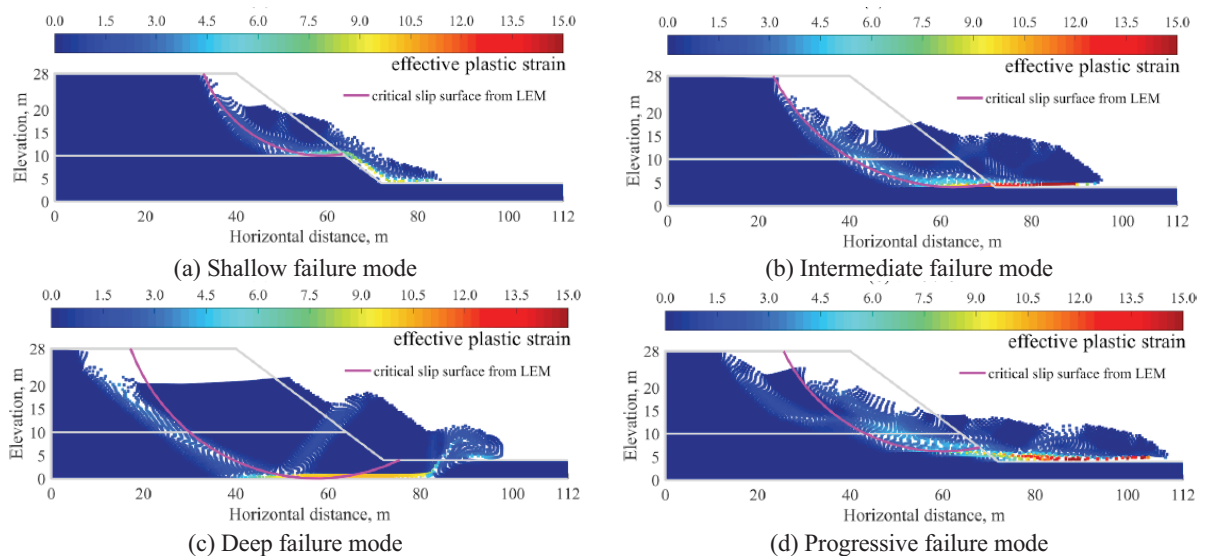 0.0 1.5 3.0 4.5 6.0 7.5 9.0 10.5 12.0 13.5 15.0
effective plastic strain
critical slip surface from LEM
28
20
15
10
5
0
Elevation, m
0 20 40 60 80 100 112
Horizontal distance, m
(a) Shallow failure mode
0.0 1.5 3.0 4.5 6.0 7.5 9.0 10.5 12.0 13.5 15.0
effective plastic strain
critical slip surface from LEM
28
20
15
10
5
0
Elevation, m
0 20 40 60 80 100 112
Horizontal distance, m
(b) Intermediate failure mode
0.0 1.5 3.0 4.5 6.0 7.5 9.0 10.5 12.0 13.5 15.0
effective plastic strain
critical slip surface from LEM
28
20
15
10
5
0
Elevation, m
0 20 40 60 80 100 112
Horizontal distance, m
(c) Deep failure mode
0.0 1.5 3.0 4.5 6.0 7.5 9.0 10.5 12.0 13.5 15.0
effective plastic strain
critical slip surface from LEM
28
20
15
10
5
0
Elevation, m
0 20 40 60 80 100 112
Horizontal distance, m
(d) Progressive failure mode